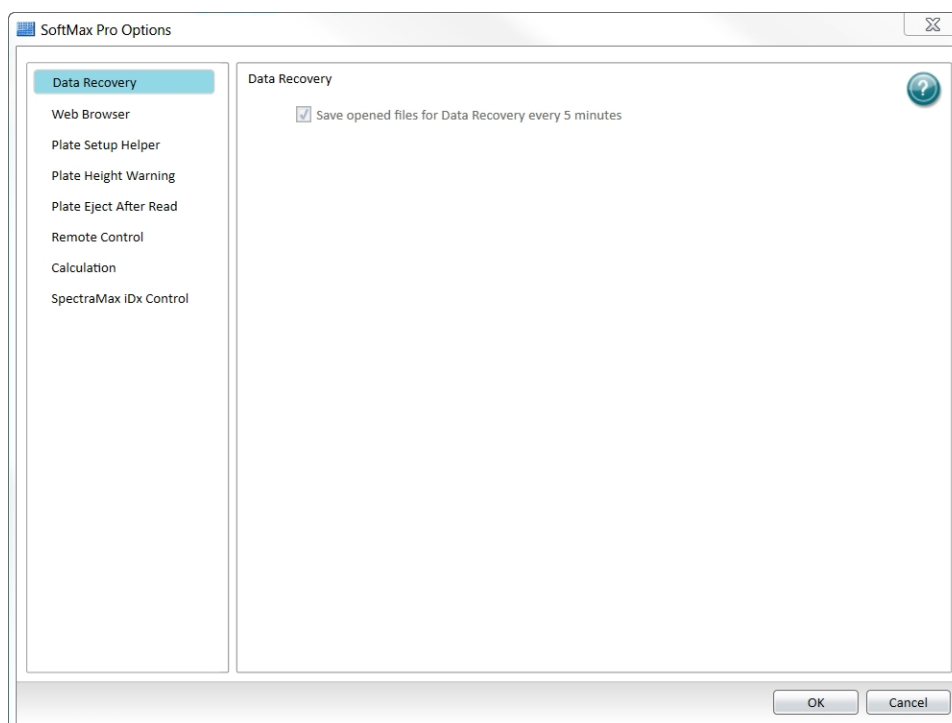 SoftMax Pro Options
Data Recovery
Web Browser
Plate Setup Helper
Plate Height Warning
Plate Eject After Read
Remote Control
Calculation
SpectraMax iDx Control
Data Recovery
Save opened files for Data Recovery every 5 minutes
?
OK
Cancel